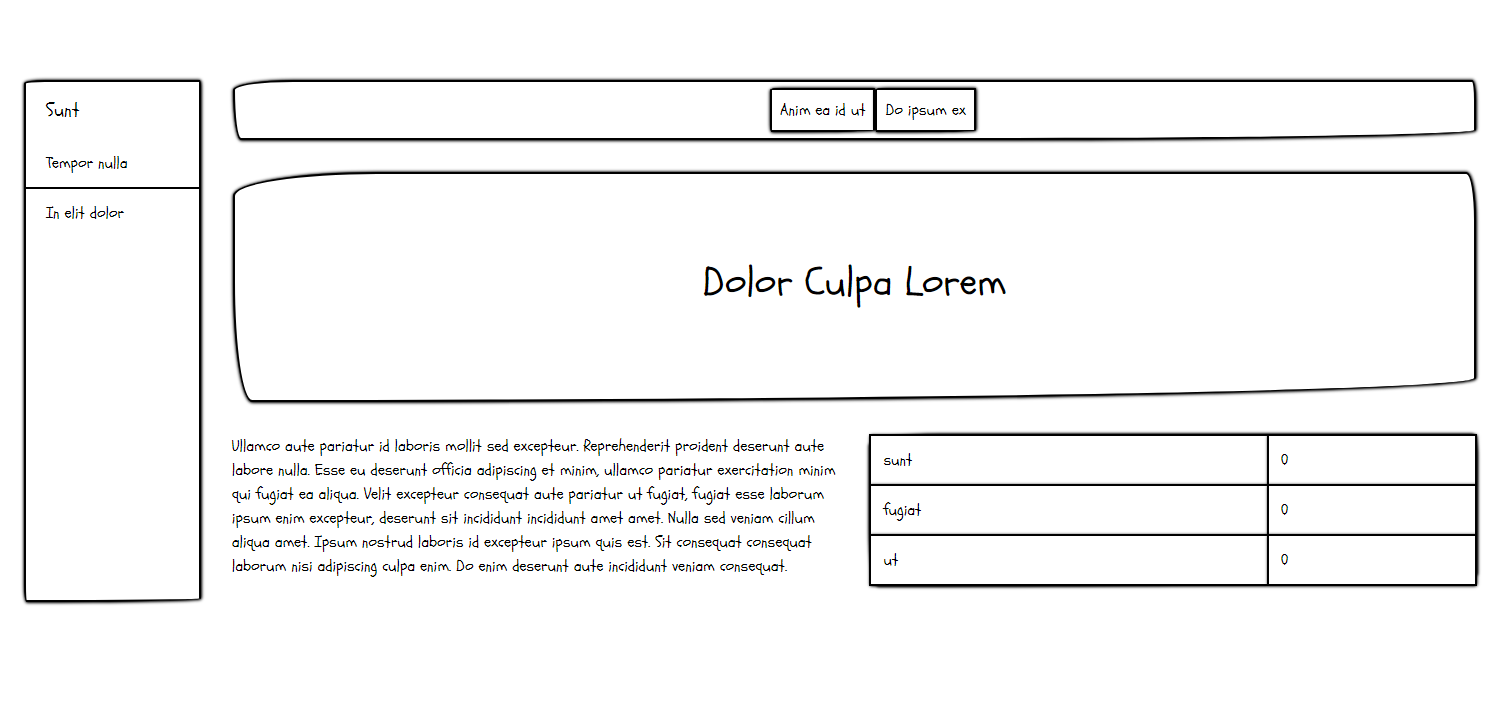 Sunt
Tempor nulla
In elit dolor
Anim ea id ut
Do ipsum ex
Dolor Culpa Lorem
Ullamco aute pariatur id laboris mollit sed excepteur. Reprehenderit proident deserunt aute
labore nulla. Esse eu deserunt officia adipiscing et minim, ullamco pariatur exercitation minim
qui fugiat ea aliqua. Velit excepteur consequat aute pariatur ut fugiat, fugiat esse laborum
ipsum enim excepteur, deserunt sit incididunt incididunt amet amet. Nulla sed veniam cillum
aliqua amet. Ipsum nostrud laboris id excepteur ipsum quis est. Sit consequat consequat
laborum nisi adipiscing culpa enim. Do enim deserunt aute incididunt veniam consequat.
sunt 0
fugiat 0
ut 0